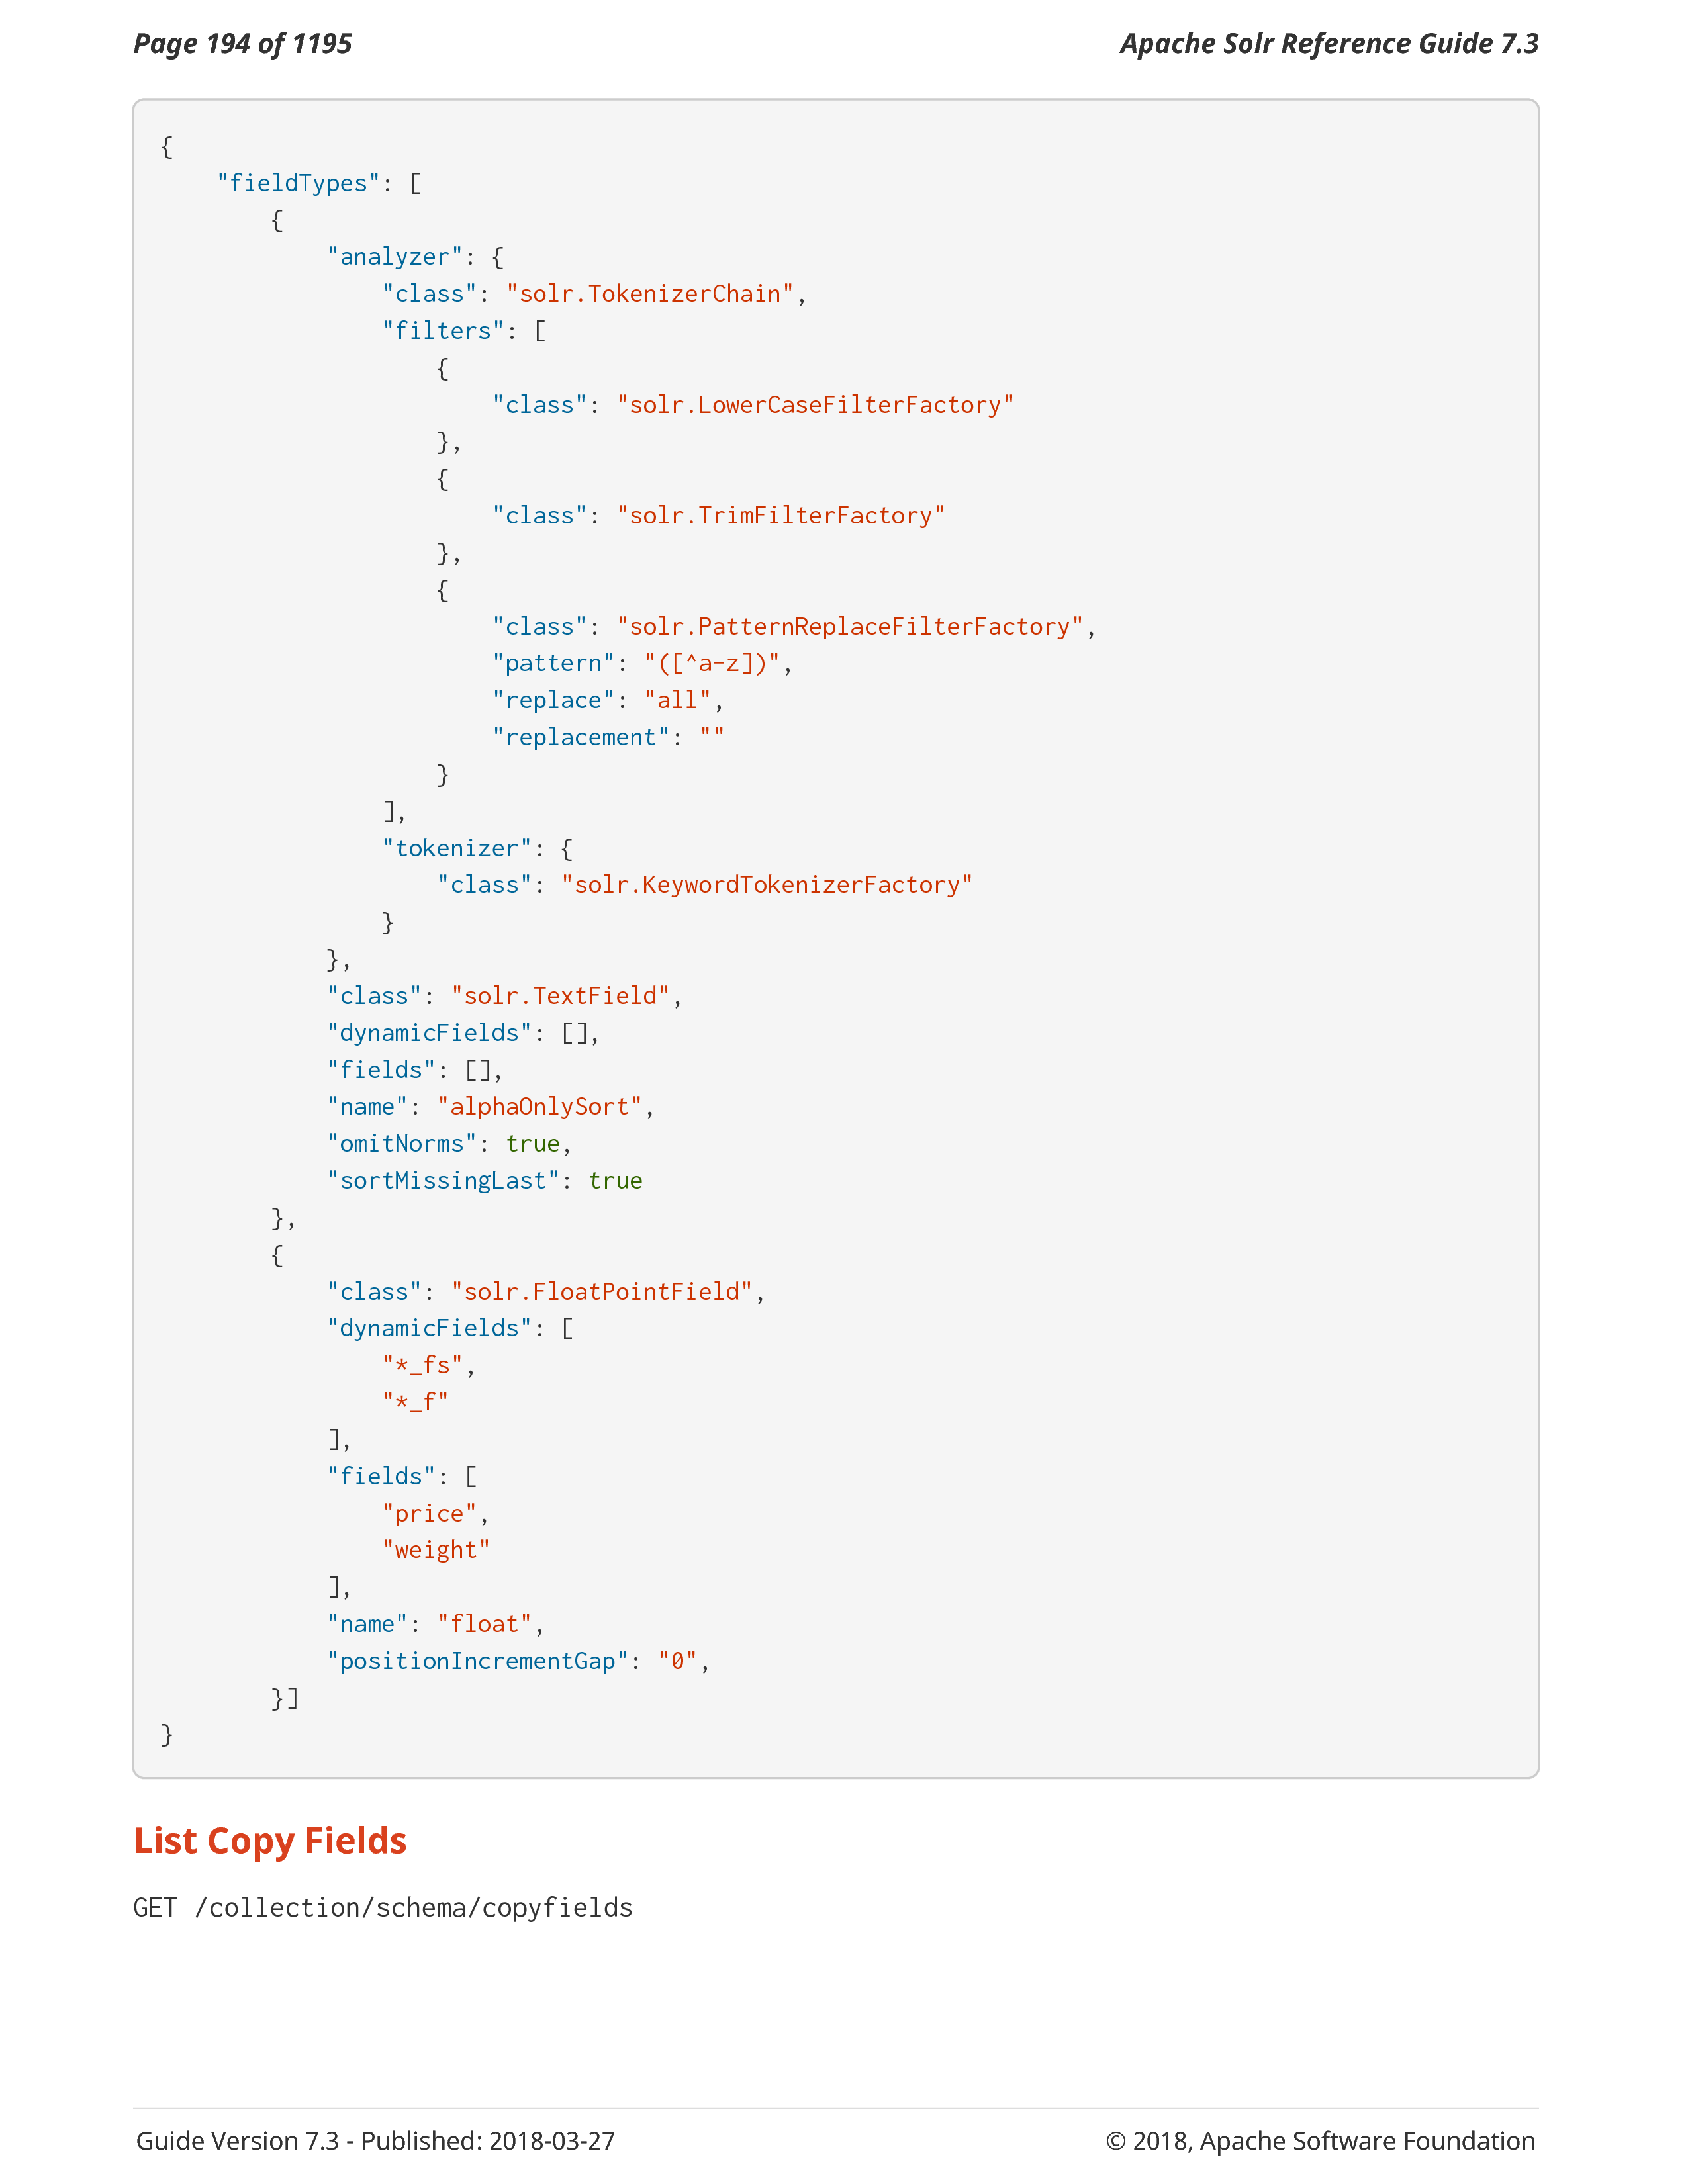 Page 194 of 1195
Apache Solr Reference Guide 7.3
{
    "fieldTypes": [
        {
            "analyzer": {
                "class": "solr.TokenizerChain",
                "filters": [
                    {
                        "class": "solr.LowerCaseFilterFactory"
                    },
                    {
                        "class": "solr.TrimFilterFactory"
                    },
                    {
                        "class": "solr.PatternReplaceFilterFactory",
                        "pattern": "([^a-z])",
                        "replace": "all",
                        "replacement": ""
                    }
                ],
                "tokenizer": {
                    "class": "solr.KeywordTokenizerFactory"
                }
            },
            "class": "solr.TextField",
            "dynamicFields": [],
            "fields": [],
            "name": "alphaOnlySort",
            "omitNorms": true,
            "sortMissingLast": true
        },
        {
            "class": "solr.FloatPointField",
            "dynamicFields": [
                "*_fs",
                "*_f"
            ],
            "fields": [
                "price",
                "weight"
            ],
            "name": "float",
            "positionIncrementGap": "0",
        }]
}
List Copy Fields
GET /collection/schema/copyfields
Guide Version 7.3 - Published: 2018-03-27
© 2018, Apache Software Foundation